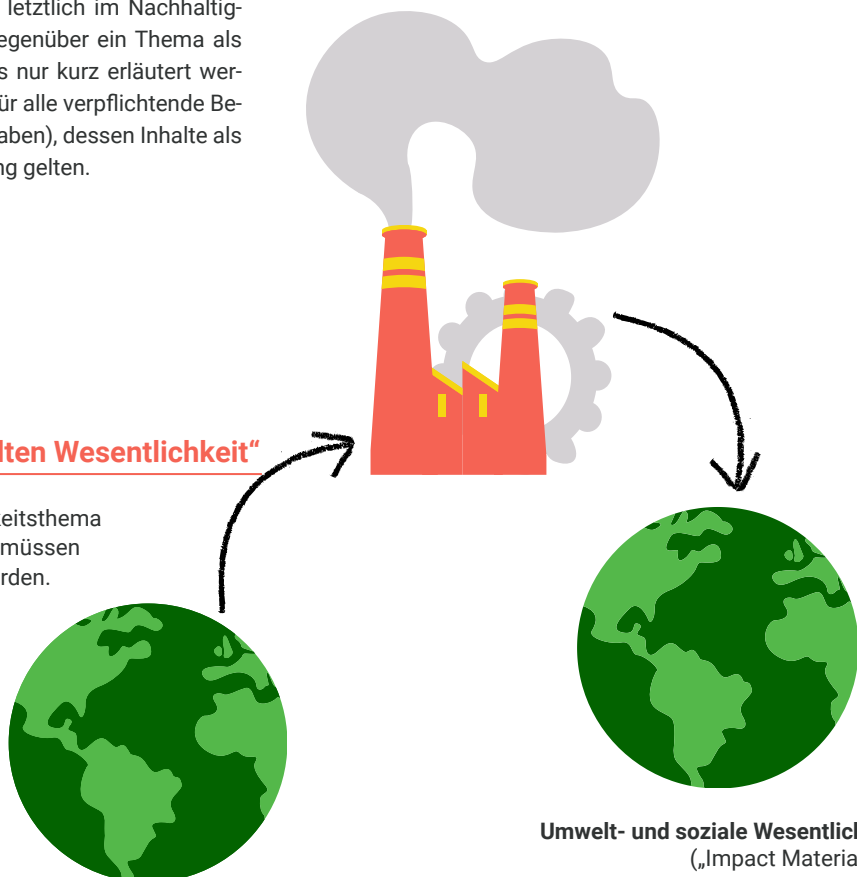 letztlich im Nachhaltig-
egenüber ein Thema als
s nur kurz erläutert wer-
ür alle verpflichtende Be-
aben), dessen Inhalte als
ng gelten.
lten Wesentlichkeit“
keitsthema
müssen
rden.
Umwelt- und soziale Wesentlich
(„Impact Materia